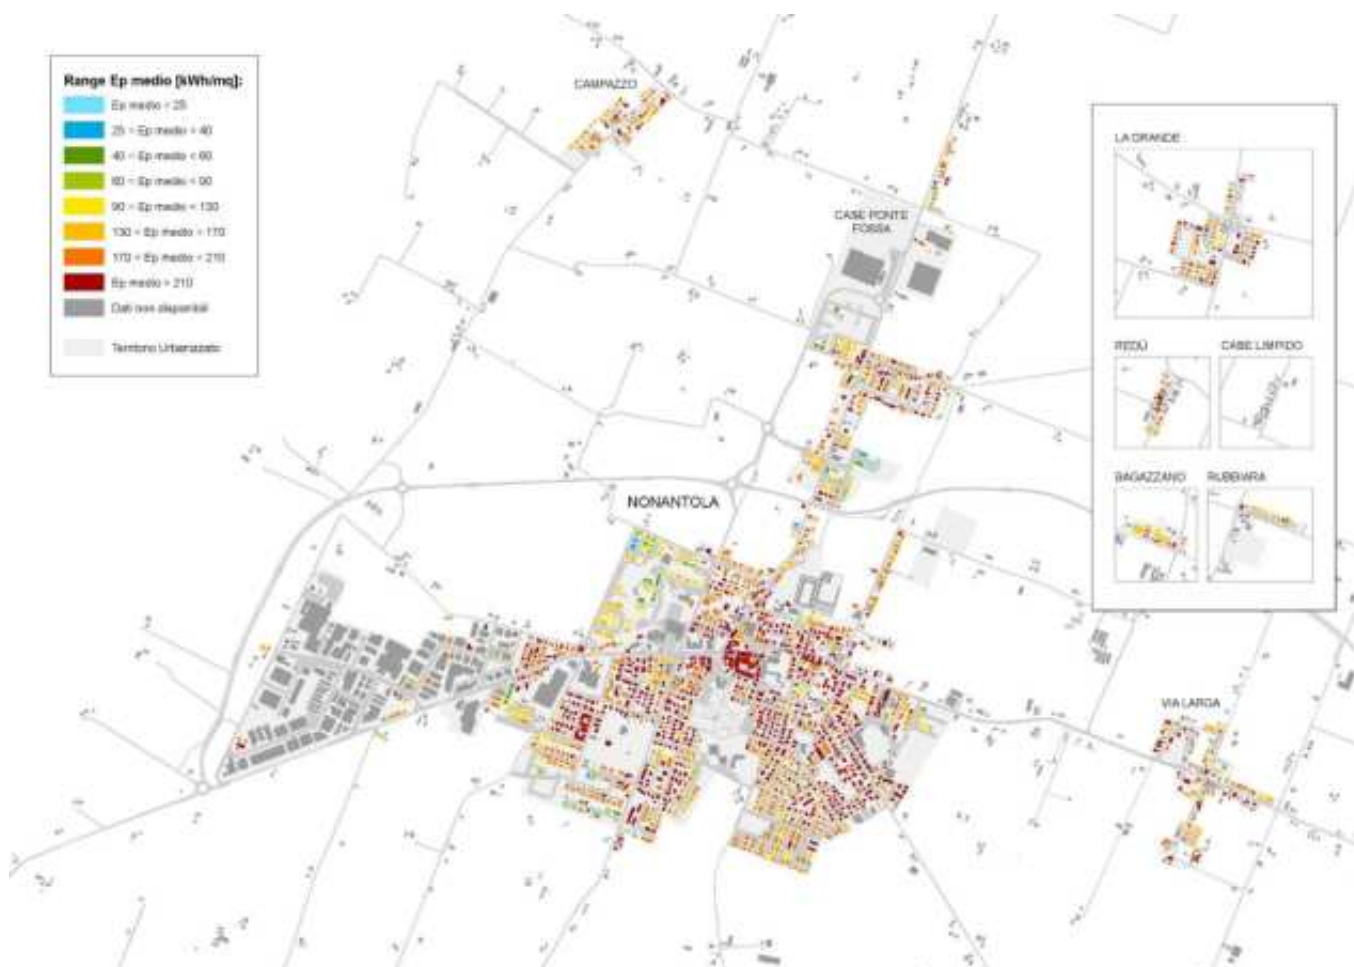 Range Ep medio [kWh/mq]:
Ep medio < 25
25 < Ep medio < 40
40 < Ep medio < 60
60 < Ep medio < 90
90 < Ep medio < 130
130 < Ep medio < 170
170 < Ep medio < 210
Ep medio > 210
Dati non disponibili
Territorio Urbanizzato
CAMPAZZO
CASE PONTE
FOSSA
NONANTOLA
VIA LARGA
LA GRANDE
REDÙ
CASE LIMPIDO
BAGAZZANO
RUBBIARA